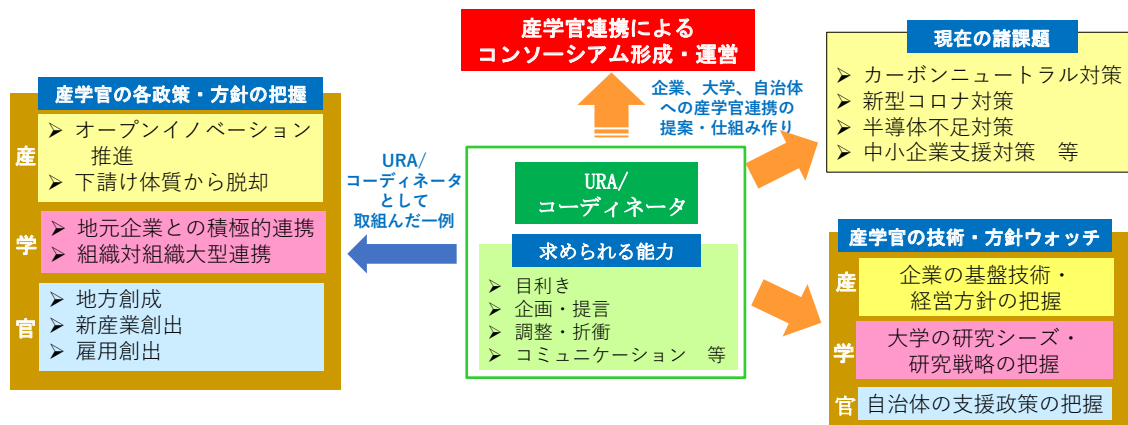 産学官連携による
コンソーシアム形成・運営
企業、大学、自治体
への産学官連携の
提案・仕組み作り
現在の諸課題
➢ カーボンニュートラル対策
➢ 新型コロナ対策
➢ 半導体不足対策
➢ 中小企業支援対策 等
産学官の各政策・方針の把握
産
➢ オープンイノベーション
推進
➢ 下請け体質から脱却
学
➢ 地元企業との積極的連携
➢ 組織対組織大型連携
官
➢ 地方創成
➢ 新産業創出
➢ 雇用創出
URA/
コーディネータ
として
取組んだ一例
URA/
コーディネータ
求められる能力
➢ 目利き
➢ 企画・提言
➢ 調整・折衝
➢ コミュニケーション 等
産学官の技術・方針ウォッチ
産
企業の基盤技術・
経営方針の把握
学
大学の研究シーズ・
研究戦略の把握
官
自治体の支援政策の把握